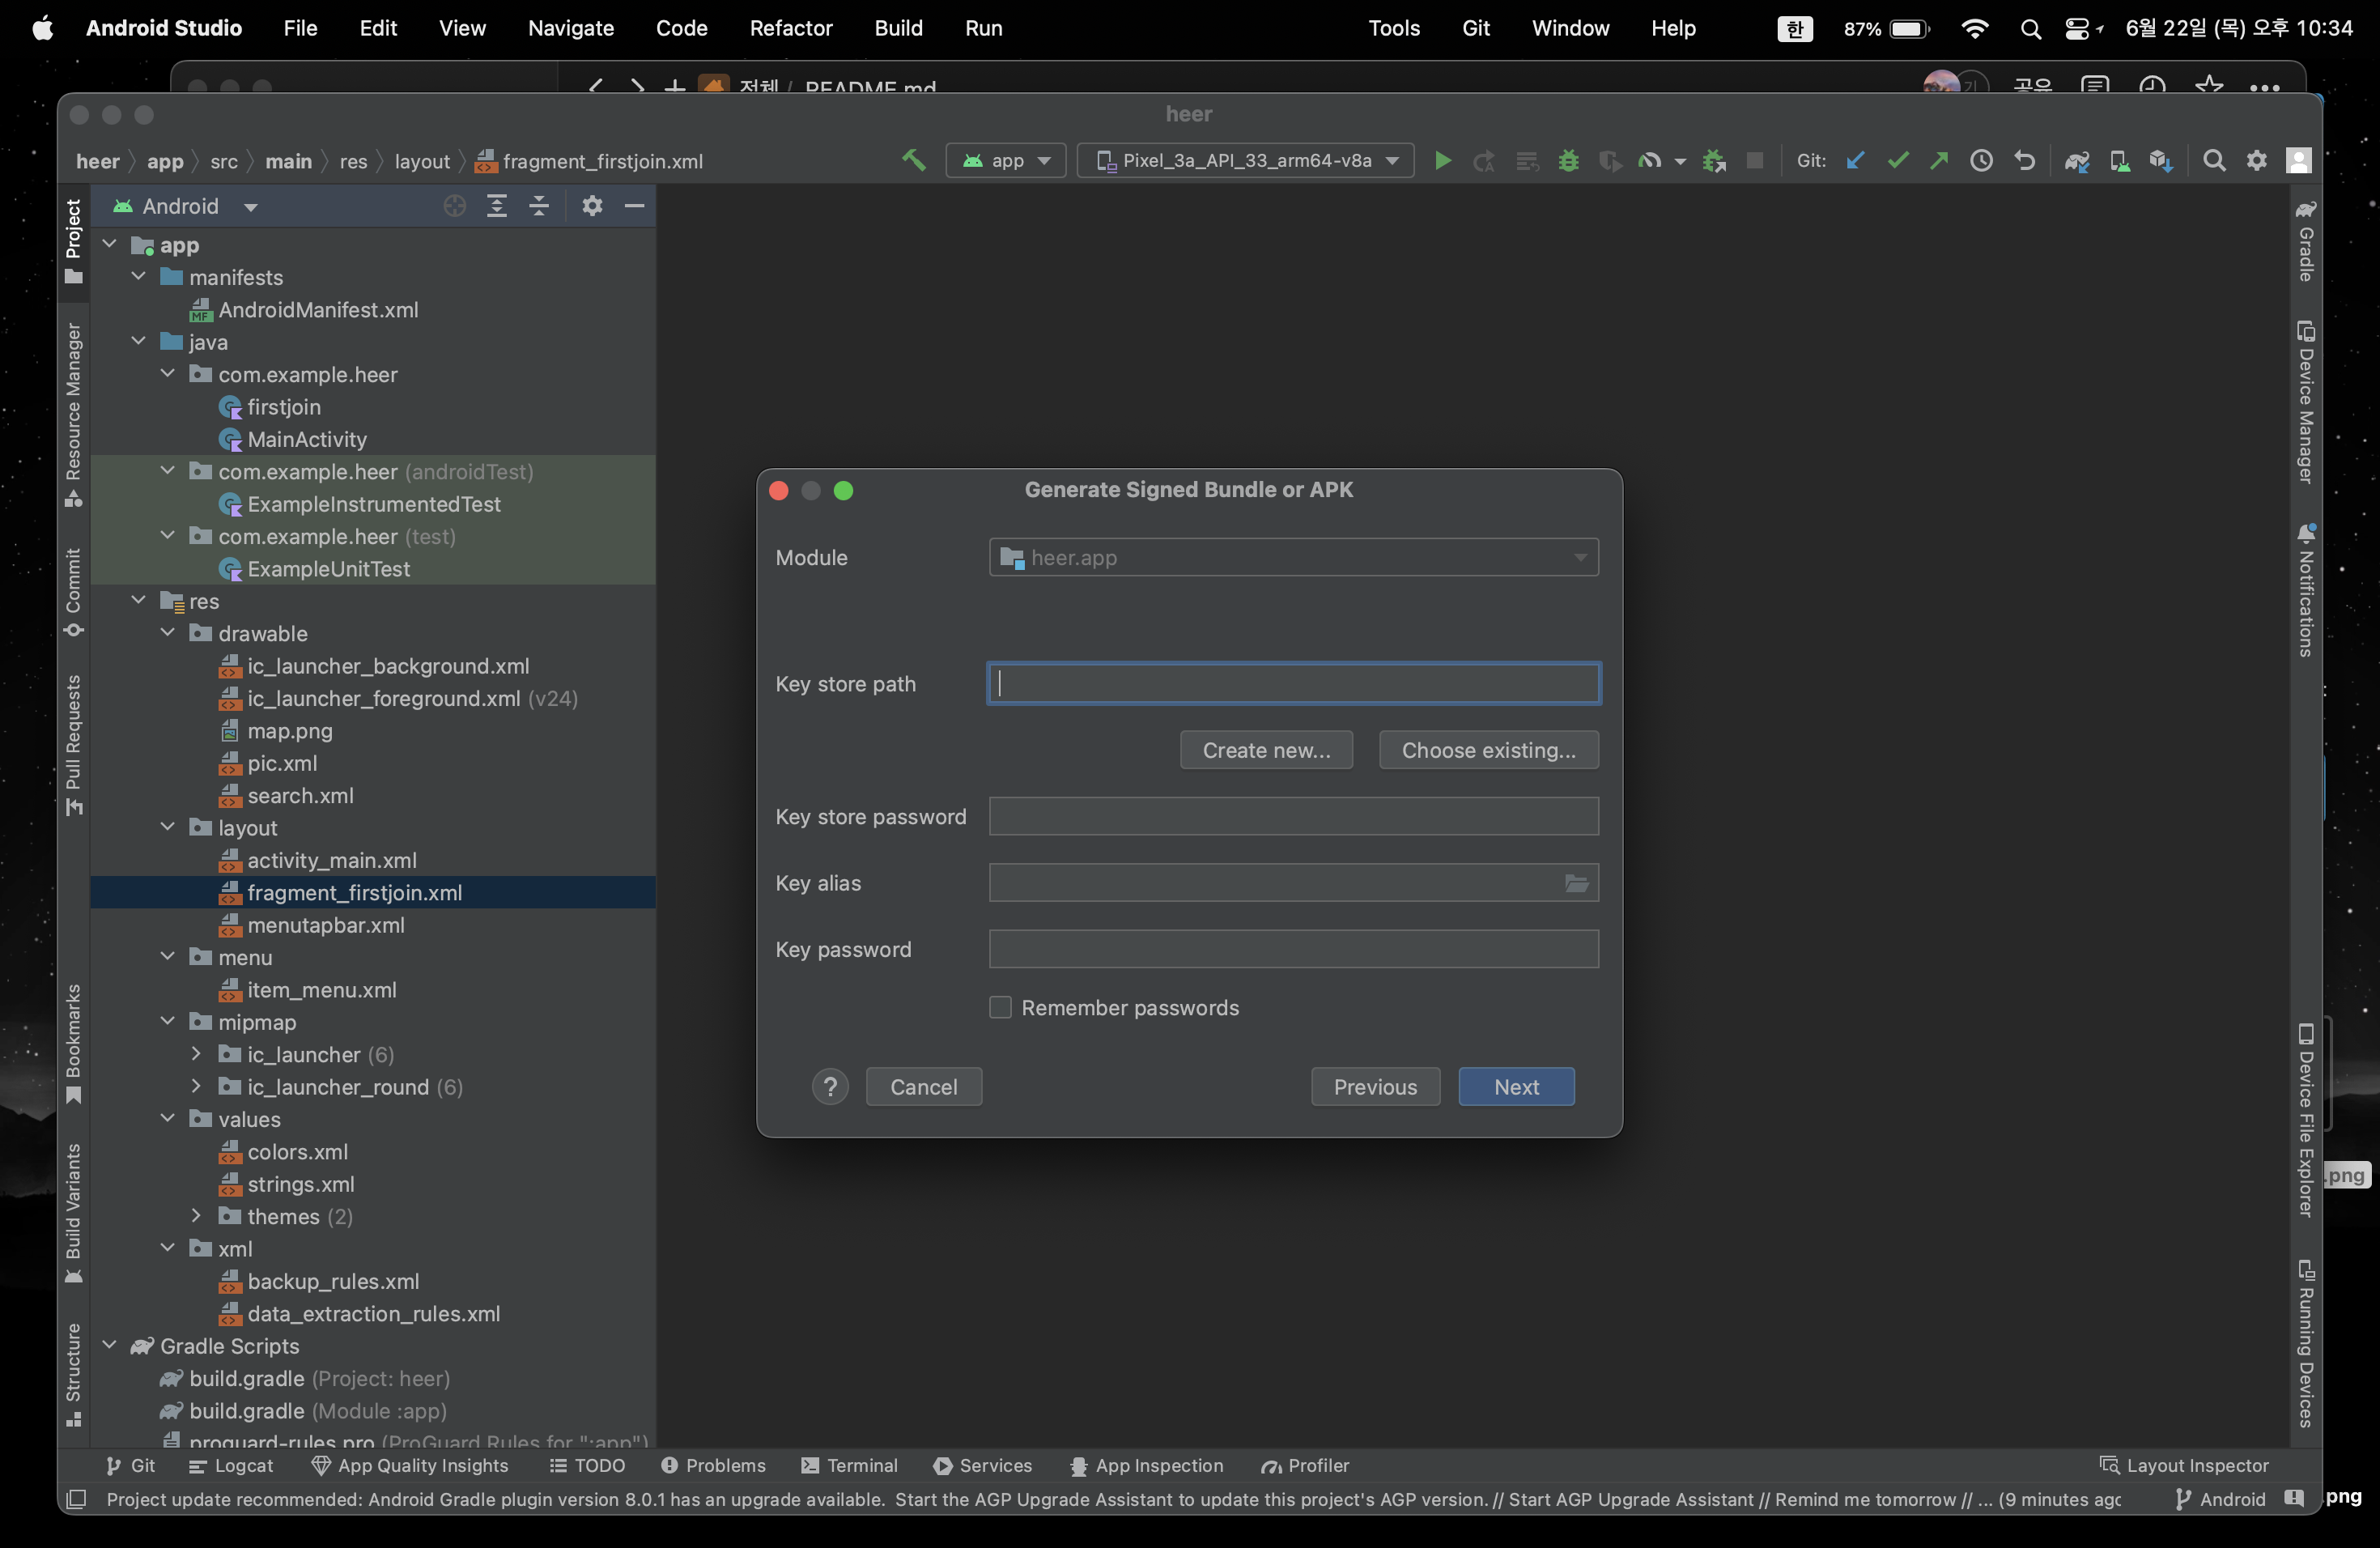 Android Studio File Edit View Navigate Code Refactor Build Run Tools Git Window Help 한 87% 6월 22일 (목) 오후 10:34
전체 / README.md 공유
heer
heer app src main res layout fragment_firstjoin.xml app Pixel_3a_API_33_arm64-v8a Git:
Android
Project
Resource Manager
Commit
Pull Requests
Bookmarks
Build Variants
Structure
app
manifests
AndroidManifest.xml
java
com.example.heer
firstjoin
MainActivity
com.example.heer (androidTest)
ExampleInstrumentedTest
com.example.heer (test)
ExampleUnitTest
res
drawable
ic_launcher_background.xml
ic_launcher_foreground.xml (v24)
map.png
pic.xml
search.xml
layout
activity_main.xml
fragment_firstjoin.xml
menutapbar.xml
menu
item_menu.xml
mipmap
ic_launcher (6)
ic_launcher_round (6)
values
colors.xml
strings.xml
themes (2)
xml
backup_rules.xml
data_extraction_rules.xml
Gradle Scripts
build.gradle (Project: heer)
build.gradle (Module :app)
proguard-rules.pro (ProGuard Rules for ":app")
Generate Signed Bundle or APK
Module heer.app
Key store path
Create new... Choose existing...
Key store password
Key alias
Key password
Remember passwords
? Cancel Previous Next
Gradle
Device Manager
Notifications
Device File Explorer
Running Devices
.png
Git Logcat App Quality Insights TODO Problems Terminal Services App Inspection Profiler Layout Inspector
Project update recommended: Android Gradle plugin version 8.0.1 has an upgrade available. Start the AGP Upgrade Assistant to update this project's AGP version. // Start AGP Upgrade Assistant // Remind me tomorrow // ... (9 minutes ago Android
.png